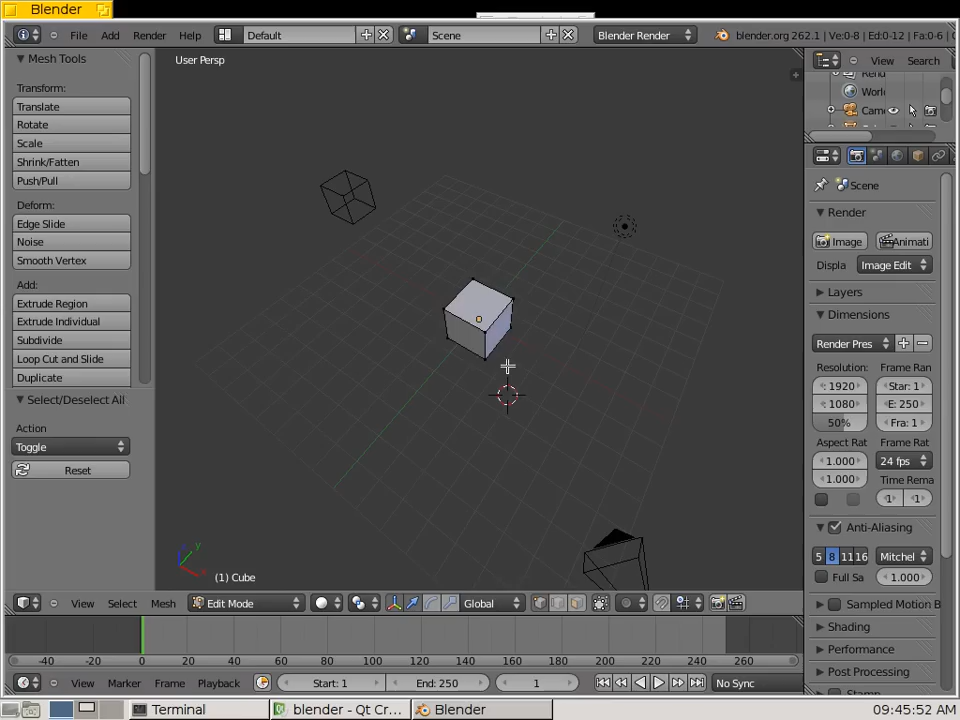 Blender
File Add Render Help Default Scene Blender Render blender.org 262.1 | Ve:0-8 | Ed:0-12 | Fa:0-6 |
Mesh Tools
Transform:
Translate
Rotate
Scale
Shrink/Fatten
Push/Pull
Deform:
Edge Slide
Noise
Smooth Vertex
Add:
Extrude Region
Extrude Individual
Subdivide
Loop Cut and Slide
Duplicate
Select/Deselect All
Action
Toggle
Reset
User Persp
(1) Cube
View Select Mesh Edit Mode Global
View Search
Worl
Came
Scene
Render
Image Animati
Displa Image Edit
Layers
Dimensions
Render Pres
Resolution: Frame Ran
: 1920 Star: 1
: 1080 E: 250
50% Fra: 1
Aspect Rat Frame Rat
1.000 24 fps
1.000 Time Rema
1 1
Anti-Aliasing
5 8 11 16 Mitchel
Full Sa 1.000
Sampled Motion B
Shading
Performance
Post Processing
-40 -20 0 20 40 60 80 100 120 140 160 180 200 220 240 260
View Marker Frame Playback Start: 1 End: 250 1 No Sync
Terminal blender - Qt Cr... Blender 09:45:52 AM